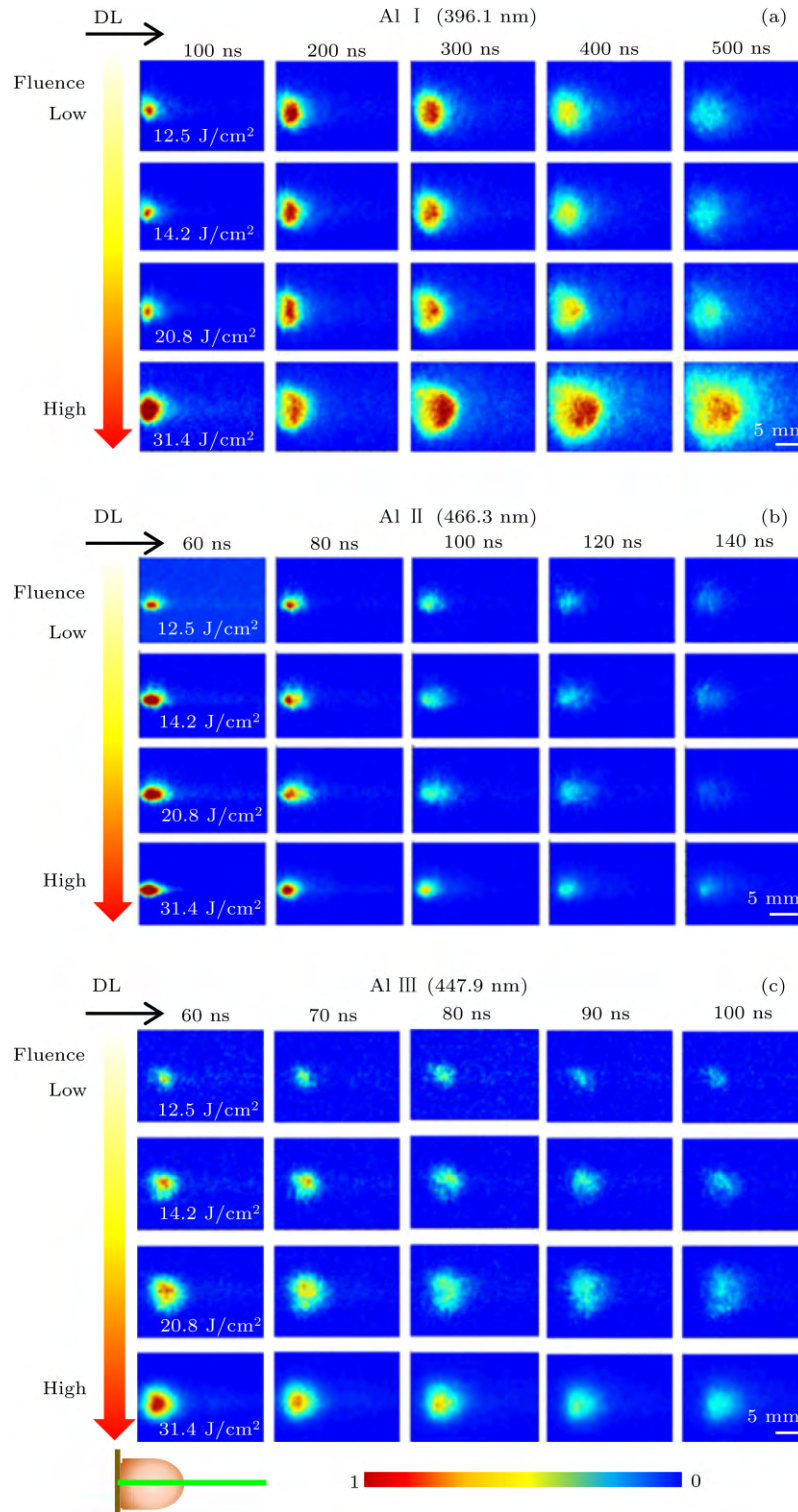 DL Al Ⅰ (396.1 nm) (a)
100 ns 200 ns 300 ns 400 ns 500 ns
Fluence
Low
12.5 J/cm²
14.2 J/cm²
20.8 J/cm²
High
31.4 J/cm²
5 mm
DL Al Ⅱ (466.3 nm) (b)
60 ns 80 ns 100 ns 120 ns 140 ns
Fluence
Low
12.5 J/cm²
14.2 J/cm²
20.8 J/cm²
High
31.4 J/cm²
5 mm
DL Al Ⅲ (447.9 nm) (c)
60 ns 70 ns 80 ns 90 ns 100 ns
Fluence
Low
12.5 J/cm²
14.2 J/cm²
20.8 J/cm²
High
31.4 J/cm²
5 mm
1 0